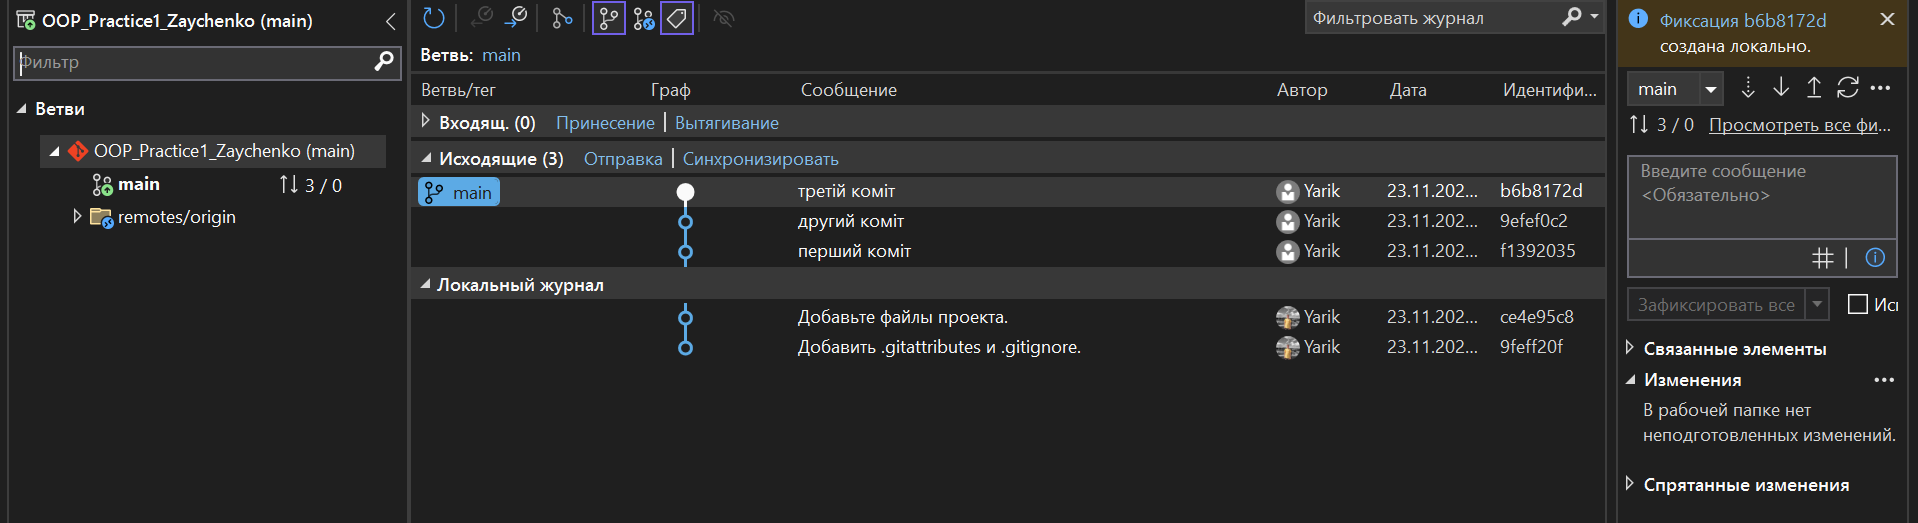 OOP_Practice1_Zaychenko (main)
Фильтр
Ветви
OOP_Practice1_Zaychenko (main)
main 3 / 0
remotes/origin
Фильтровать журнал
Ветвь: main
Ветвь/тег Граф Сообщение Автор Дата Идентифи...
Входящ. (0) Принесение | Вытягивание
Исходящие (3) Отправка | Синхронизировать
main третій коміт Yarik 23.11.202... b6b8172d
другий коміт Yarik 23.11.202... 9efef0c2
перший коміт Yarik 23.11.202... f1392035
Локальный журнал
Добавьте файлы проекта. Yarik 23.11.202... ce4e95c8
Добавить .gitattributes и .gitignore. Yarik 23.11.202... 9feff20f
Фиксация b6b8172d
создана локально.
main
3 / 0 Просмотреть все фи...
Введите сообщение
<Обязательно>
Зафиксировать все
Связанные элементы
Изменения
В рабочей папке нет
неподготовленных изменений.
Спрятанные изменения